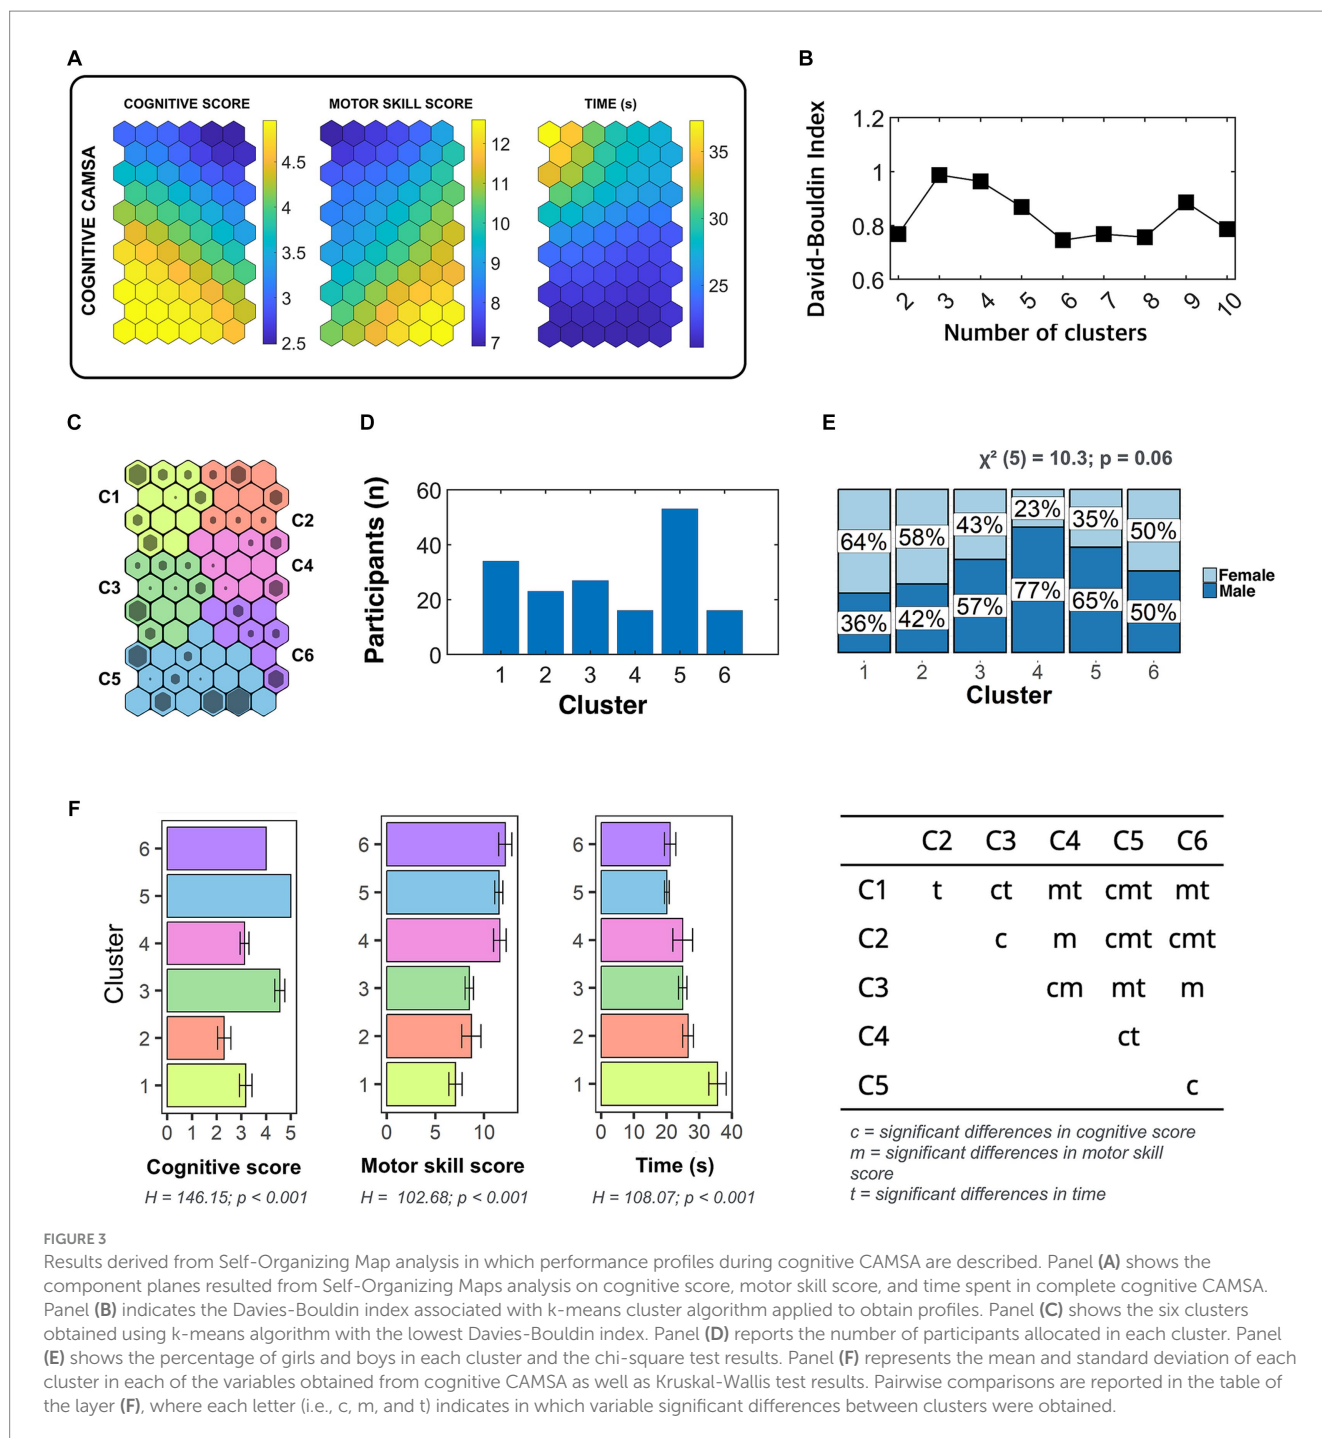 A
COGNITIVE CAMSA
COGNITIVE SCORE
4.5
4
3.5
3
2.5
MOTOR SKILL SCORE
12
11
10
9
8
7
TIME (s)
35
30
25
B
David-Bouldin Index
1.2
1
0.8
0.6
2 3 4 5 6 7 8 9 10
Number of clusters
C
C1
C2
C4
C3
C6
C5
D
Participants (n)
60
40
20
0
1 2 3 4 5 6
Cluster
E
χ² (5) = 10.3; p = 0.06
64% 58% 43% 23% 35% 50%
36% 42% 57% 77% 65% 50%
Female
Male
1 2 3 4 5 6
Cluster
F
Cluster
6
5
4
3
2
1
0 1 2 3 4 5
Cognitive score
H = 146.15; p < 0.001
6
5
4
3
2
1
0 5 10
Motor skill score
H = 102.68; p < 0.001
6
5
4
3
2
1
0 10 20 30 40
Time (s)
H = 108.07; p < 0.001
C2 C3 C4 C5 C6
C1 t ct mt cmt mt
C2 c m cmt cmt
C3 cm mt m
C4 ct
C5 c
c = significant differences in cognitive score
m = significant differences in motor skill
score
t = significant differences in time
FIGURE 3
Results derived from Self-Organizing Map analysis in which performance profiles during cognitive CAMSA are described. Panel (A) shows the
component planes resulted from Self-Organizing Maps analysis on cognitive score, motor skill score, and time spent in complete cognitive CAMSA.
Panel (B) indicates the Davies-Bouldin index associated with k-means cluster algorithm applied to obtain profiles. Panel (C) shows the six clusters
obtained using k-means algorithm with the lowest Davies-Bouldin index. Panel (D) reports the number of participants allocated in each cluster. Panel
(E) shows the percentage of girls and boys in each cluster and the chi-square test results. Panel (F) represents the mean and standard deviation of each
cluster in each of the variables obtained from cognitive CAMSA as well as Kruskal-Wallis test results. Pairwise comparisons are reported in the table of
the layer (F), where each letter (i.e., c, m, and t) indicates in which variable significant differences between clusters were obtained.